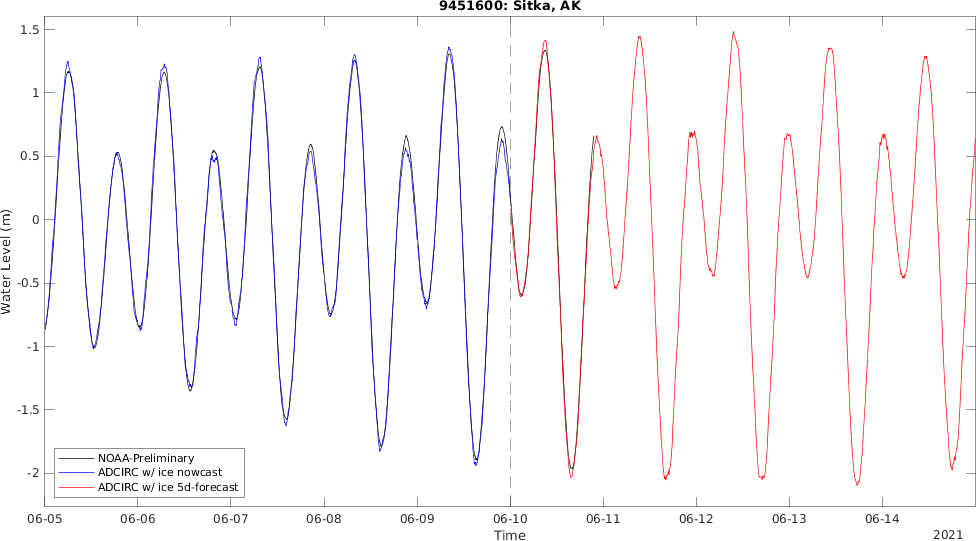 9451600: Sitka, AK
Water Level (m)
1.5
1
0.5
0
-0.5
-1
-1.5
-2
NOAA-Preliminary
ADCIRC w/ ice nowcast
ADCIRC w/ ice 5d-forecast
06-05 06-06 06-07 06-08 06-09 06-10 06-11 06-12 06-13 06-14
Time
2021